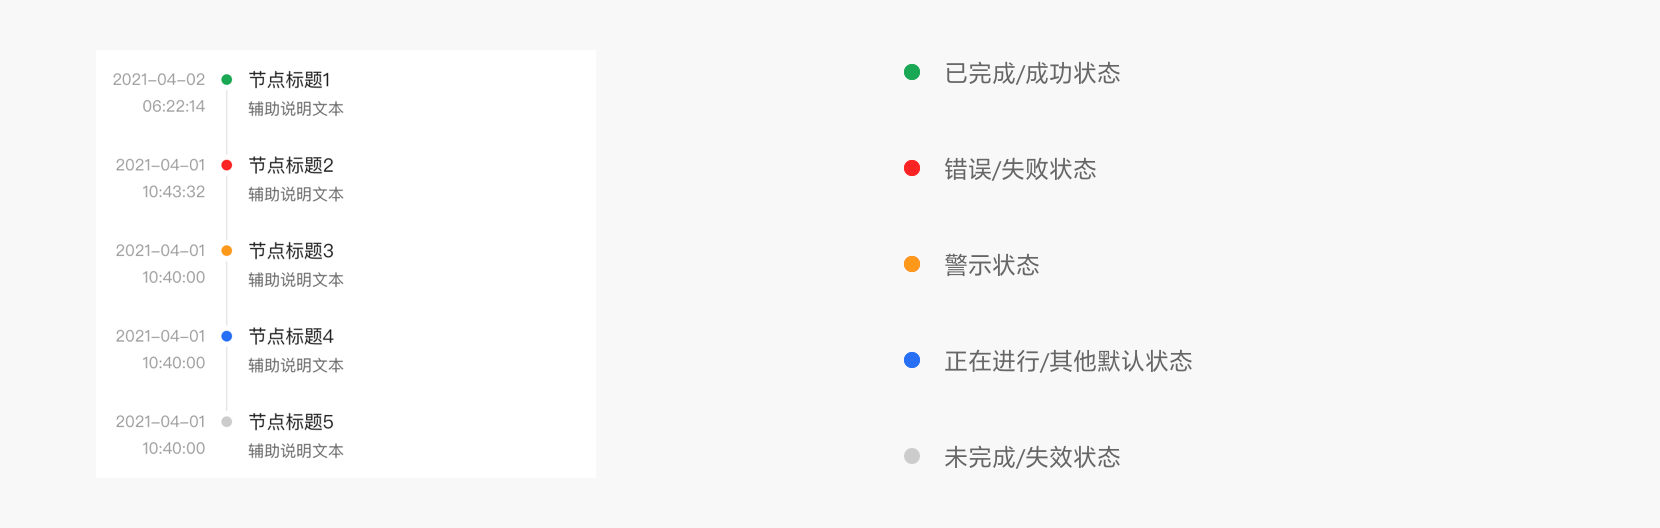 2021-04-02
节点标题1
06:22:14
辅助说明文本
2021-04-01
节点标题2
10:43:32
辅助说明文本
2021-04-01
节点标题3
10:40:00
辅助说明文本
2021-04-01
节点标题4
10:40:00
辅助说明文本
2021-04-01
节点标题5
10:40:00
辅助说明文本
已完成/成功状态
错误/失败状态
警示状态
正在进行/其他默认状态
未完成/失效状态